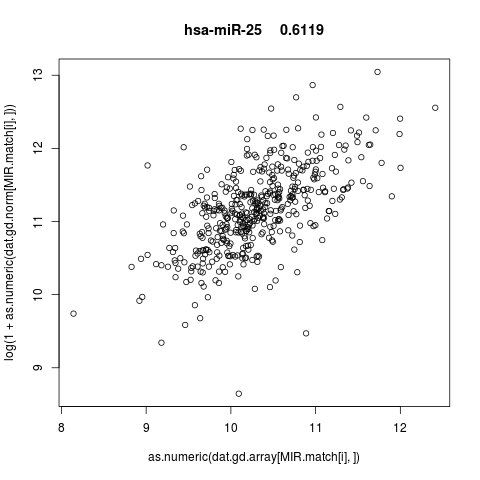 hsa-miR-25 0.6119
log(1 + as.numeric(dat.gd.norm[MIR.match[i], ]))
13
12
11
10
9
8 9 10 11 12
as.numeric(dat.gd.array[MIR.match[i], ])